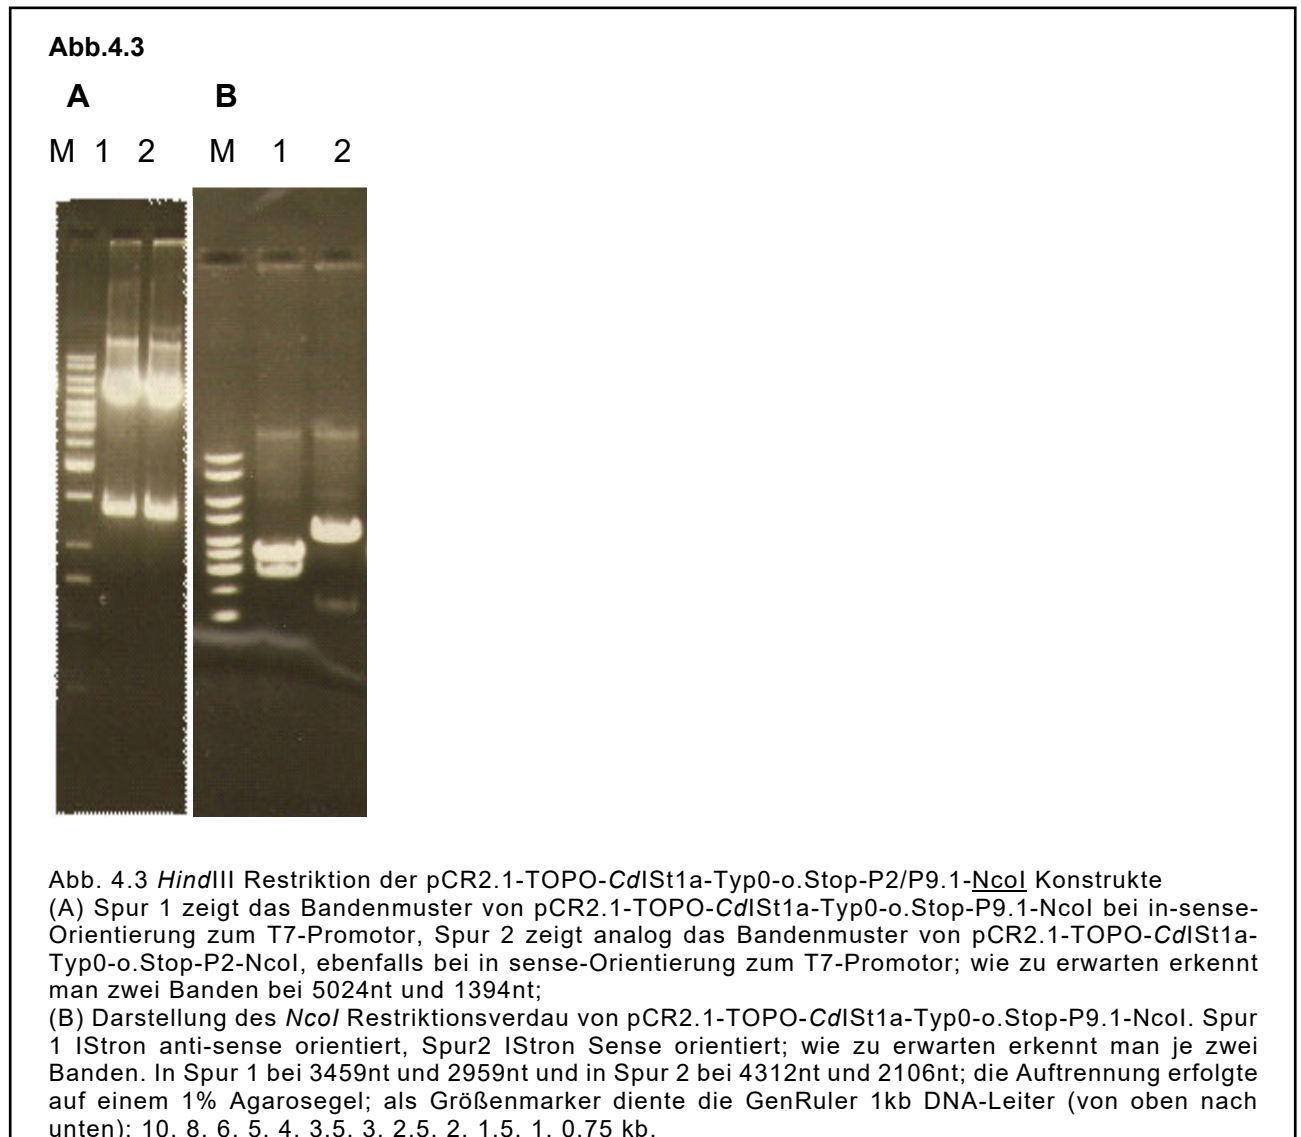 Abb.4.3
A B
M 1 2 M 1 2
Abb. 4.3 HindIII Restriktion der pCR2.1-TOPO-CdISt1a-Typ0-o.Stop-P2/P9.1-NcoI Konstrukte
(A) Spur 1 zeigt das Bandenmuster von pCR2.1-TOPO-CdISt1a-Typ0-o.Stop-P9.1-NcoI bei in-sense-
Orientierung zum T7-Promotor, Spur 2 zeigt analog das Bandenmuster von pCR2.1-TOPO-CdISt1a-
Typ0-o.Stop-P2-NcoI, ebenfalls bei in sense-Orientierung zum T7-Promotor; wie zu erwarten erkennt
man zwei Banden bei 5024nt und 1394nt;
(B) Darstellung des NcoI Restriktionsverdau von pCR2.1-TOPO-CdISt1a-Typ0-o.Stop-P9.1-NcoI. Spur
1 IStron anti-sense orientiert, Spur2 IStron Sense orientiert; wie zu erwarten erkennt man je zwei
Banden. In Spur 1 bei 3459nt und 2959nt und in Spur 2 bei 4312nt und 2106nt; die Auftrennung erfolgte
auf einem 1% Agarosegel; als Größenmarker diente die GenRuler 1kb DNA-Leiter (von oben nach
unten): 10, 8, 6, 5, 4, 3.5, 3, 2.5, 2, 1.5, 1, 0.75 kb.